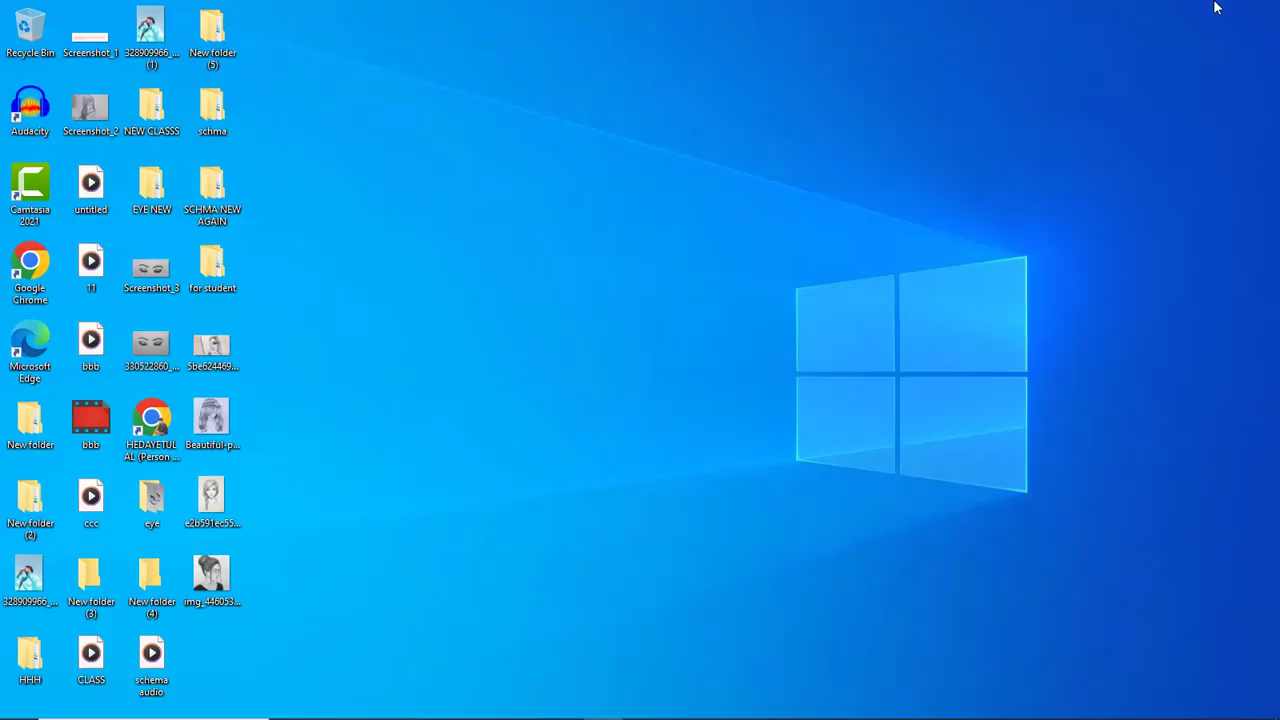 Recycle Bin
Screenshot_1
328909966_...
(1)
New folder
(5)
Audacity
Screenshot_2
NEW CLASSS
schma
Camtasia
2021
untitled
EYE NEW
SCHMA NEW
AGAIN
Google
Chrome
11
Screenshot_3
for student
Microsoft
Edge
bbb
330522860_...
5be624469...
New folder
bbb
HEDAYETUL
AL (Person ...
Beautiful-p...
New folder
(2)
ccc
eye
e2b591ec55...
328909966_...
New folder
(3)
New folder
(4)
img_446053...
HHH
CLASS
schema
audio